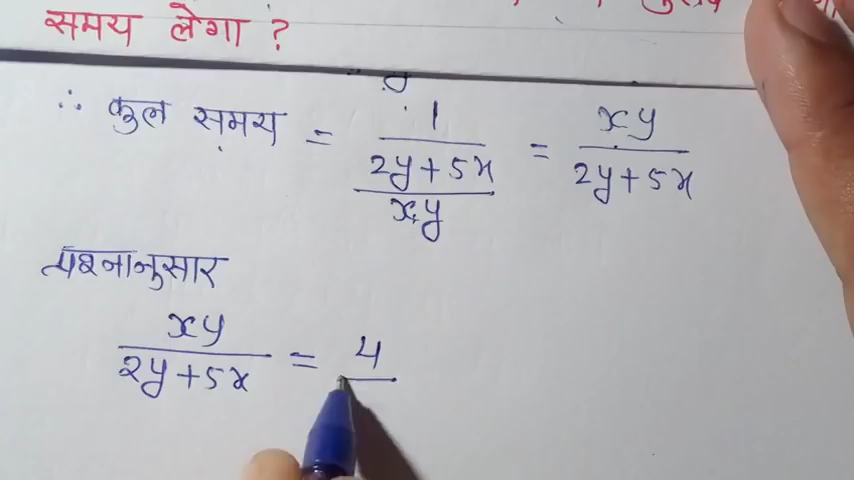 समय लेगा ?
∴ कुल समय = 1 / ((2y+5x) / xy) = xy / (2y+5x)
प्रश्नानुसार
xy / (2y+5x) = 4